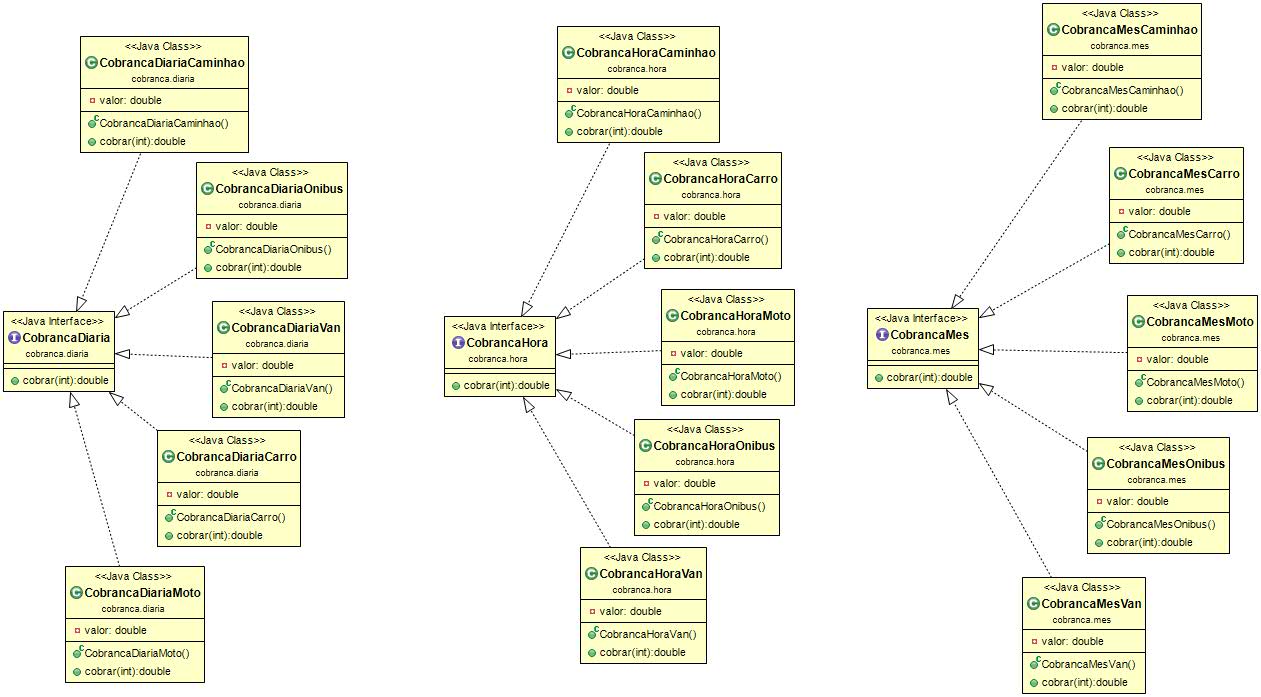 <<Java Class>>
CobrancaDiariaCaminhao
cobranca.diaria
valor: double
CobrancaDiariaCaminhao()
cobrar(int):double
<<Java Class>>
CobrancaDiariaOnibus
cobranca.diaria
valor: double
CobrancaDiariaOnibus()
cobrar(int):double
<<Java Interface>>
CobrancaDiaria
cobranca.diaria
cobrar(int):double
<<Java Class>>
CobrancaDiariaVan
cobranca.diaria
valor: double
CobrancaDiariaVan()
cobrar(int):double
<<Java Class>>
CobrancaDiariaCarro
cobranca.diaria
valor: double
CobrancaDiariaCarro()
cobrar(int):double
<<Java Class>>
CobrancaDiariaMoto
cobranca.diaria
valor: double
CobrancaDiariaMoto()
cobrar(int):double
<<Java Class>>
CobrancaHoraCaminhao
cobranca.hora
valor: double
CobrancaHoraCaminhao()
cobrar(int):double
<<Java Class>>
CobrancaHoraCarro
cobranca.hora
valor: double
CobrancaHoraCarro()
cobrar(int):double
<<Java Interface>>
CobrancaHora
cobranca.hora
cobrar(int):double
<<Java Class>>
CobrancaHoraMoto
cobranca.hora
valor: double
CobrancaHoraMoto()
cobrar(int):double
<<Java Class>>
CobrancaHoraOnibus
cobranca.hora
valor: double
CobrancaHoraOnibus()
cobrar(int):double
<<Java Class>>
CobrancaHoraVan
cobranca.hora
valor: double
CobrancaHoraVan()
cobrar(int):double
<<Java Class>>
CobrancaMesCaminhao
cobranca.mes
valor: double
CobrancaMesCaminhao()
cobrar(int):double
<<Java Class>>
CobrancaMesCarro
cobranca.mes
valor: double
CobrancaMesCarro()
cobrar(int):double
<<Java Interface>>
CobrancaMes
cobranca.mes
cobrar(int):double
<<Java Class>>
CobrancaMesMoto
cobranca.mes
valor: double
CobrancaMesMoto()
cobrar(int):double
<<Java Class>>
CobrancaMesOnibus
cobranca.mes
valor: double
CobrancaMesOnibus()
cobrar(int):double
<<Java Class>>
CobrancaMesVan
cobranca.mes
valor: double
CobrancaMesVan()
cobrar(int):double